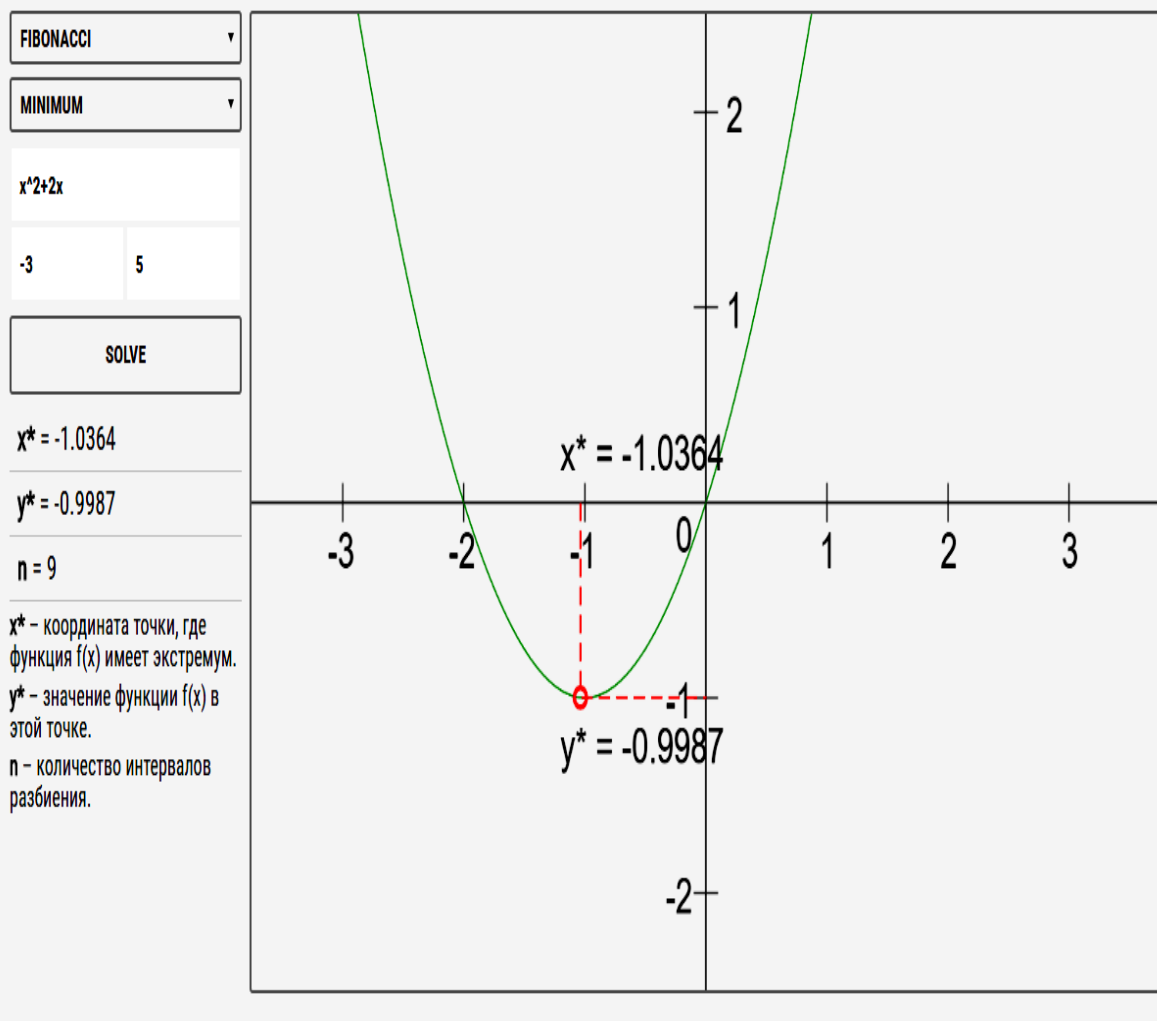 FIBONACCI
MINIMUM
x^2+2x
-3 5
SOLVE
x* = -1.0364
y* = -0.9987
n = 9
x* – координата точки, где
функция f(x) имеет экстремум.
y* – значение функции f(x) в
этой точке.
n – количество интервалов
разбиения.
2
1
x* = -1.0364
-3 -2 -1 0 1 2 3
-1
y* = -0.9987
-2